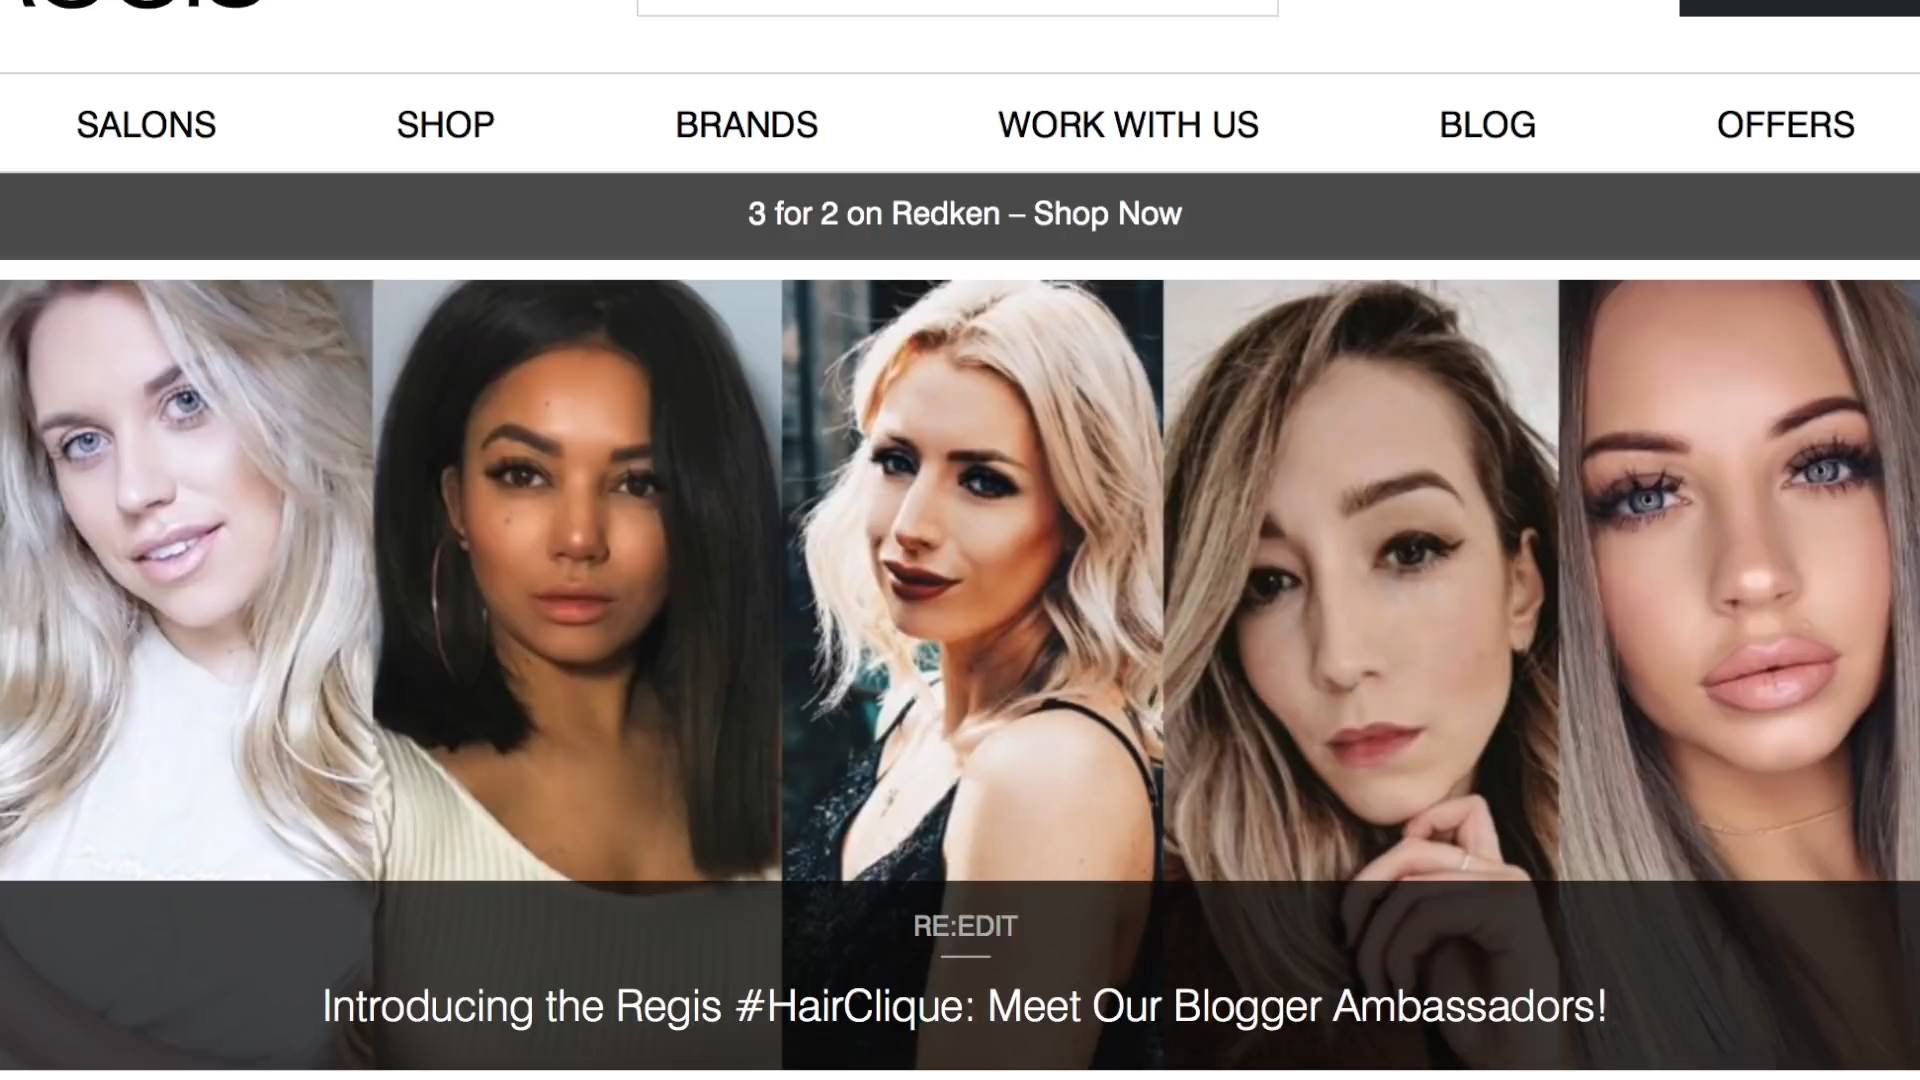 SALONS SHOP BRANDS WORK WITH US BLOG OFFERS
3 for 2 on Redken – Shop Now
RE:EDIT
Introducing the Regis #HairClique: Meet Our Blogger Ambassadors!